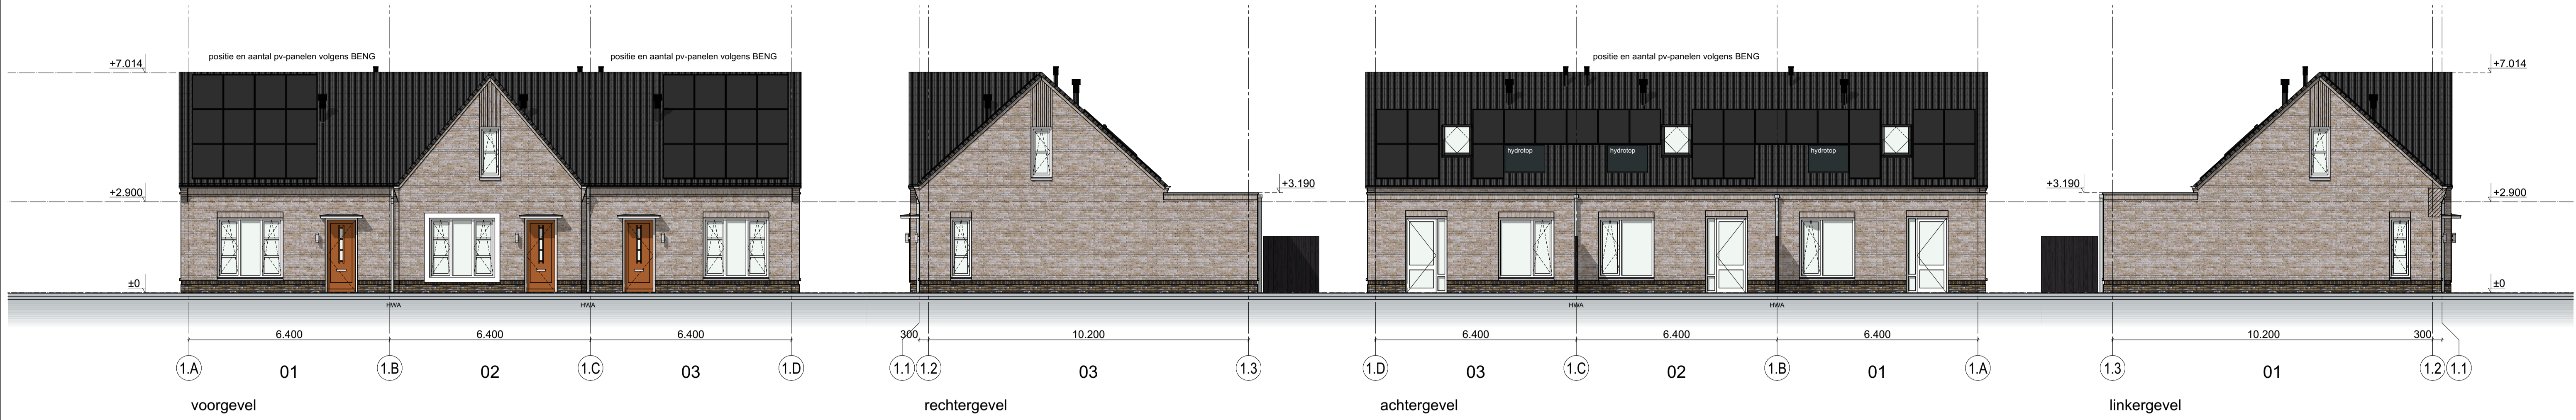 positie en aantal pv-panelen volgens BENG
positie en aantal pv-panelen volgens BENG
+7.014
+2.900
±0
HWA
HWA
6.400
6.400
6.400
1.A
01
1.B
02
1.C
03
1.D
voorgevel
+3.190
300
10.200
1.1
1.2
03
1.3
rechtergevel
positie en aantal pv-panelen volgens BENG
hydrotop
hydrotop
hydrotop
HWA
HWA
6.400
6.400
6.400
1.D
03
1.C
02
1.B
01
1.A
achtergevel
+7.014
+3.190
+2.900
±0
10.200
300
1.3
01
1.2
1.1
linkergevel